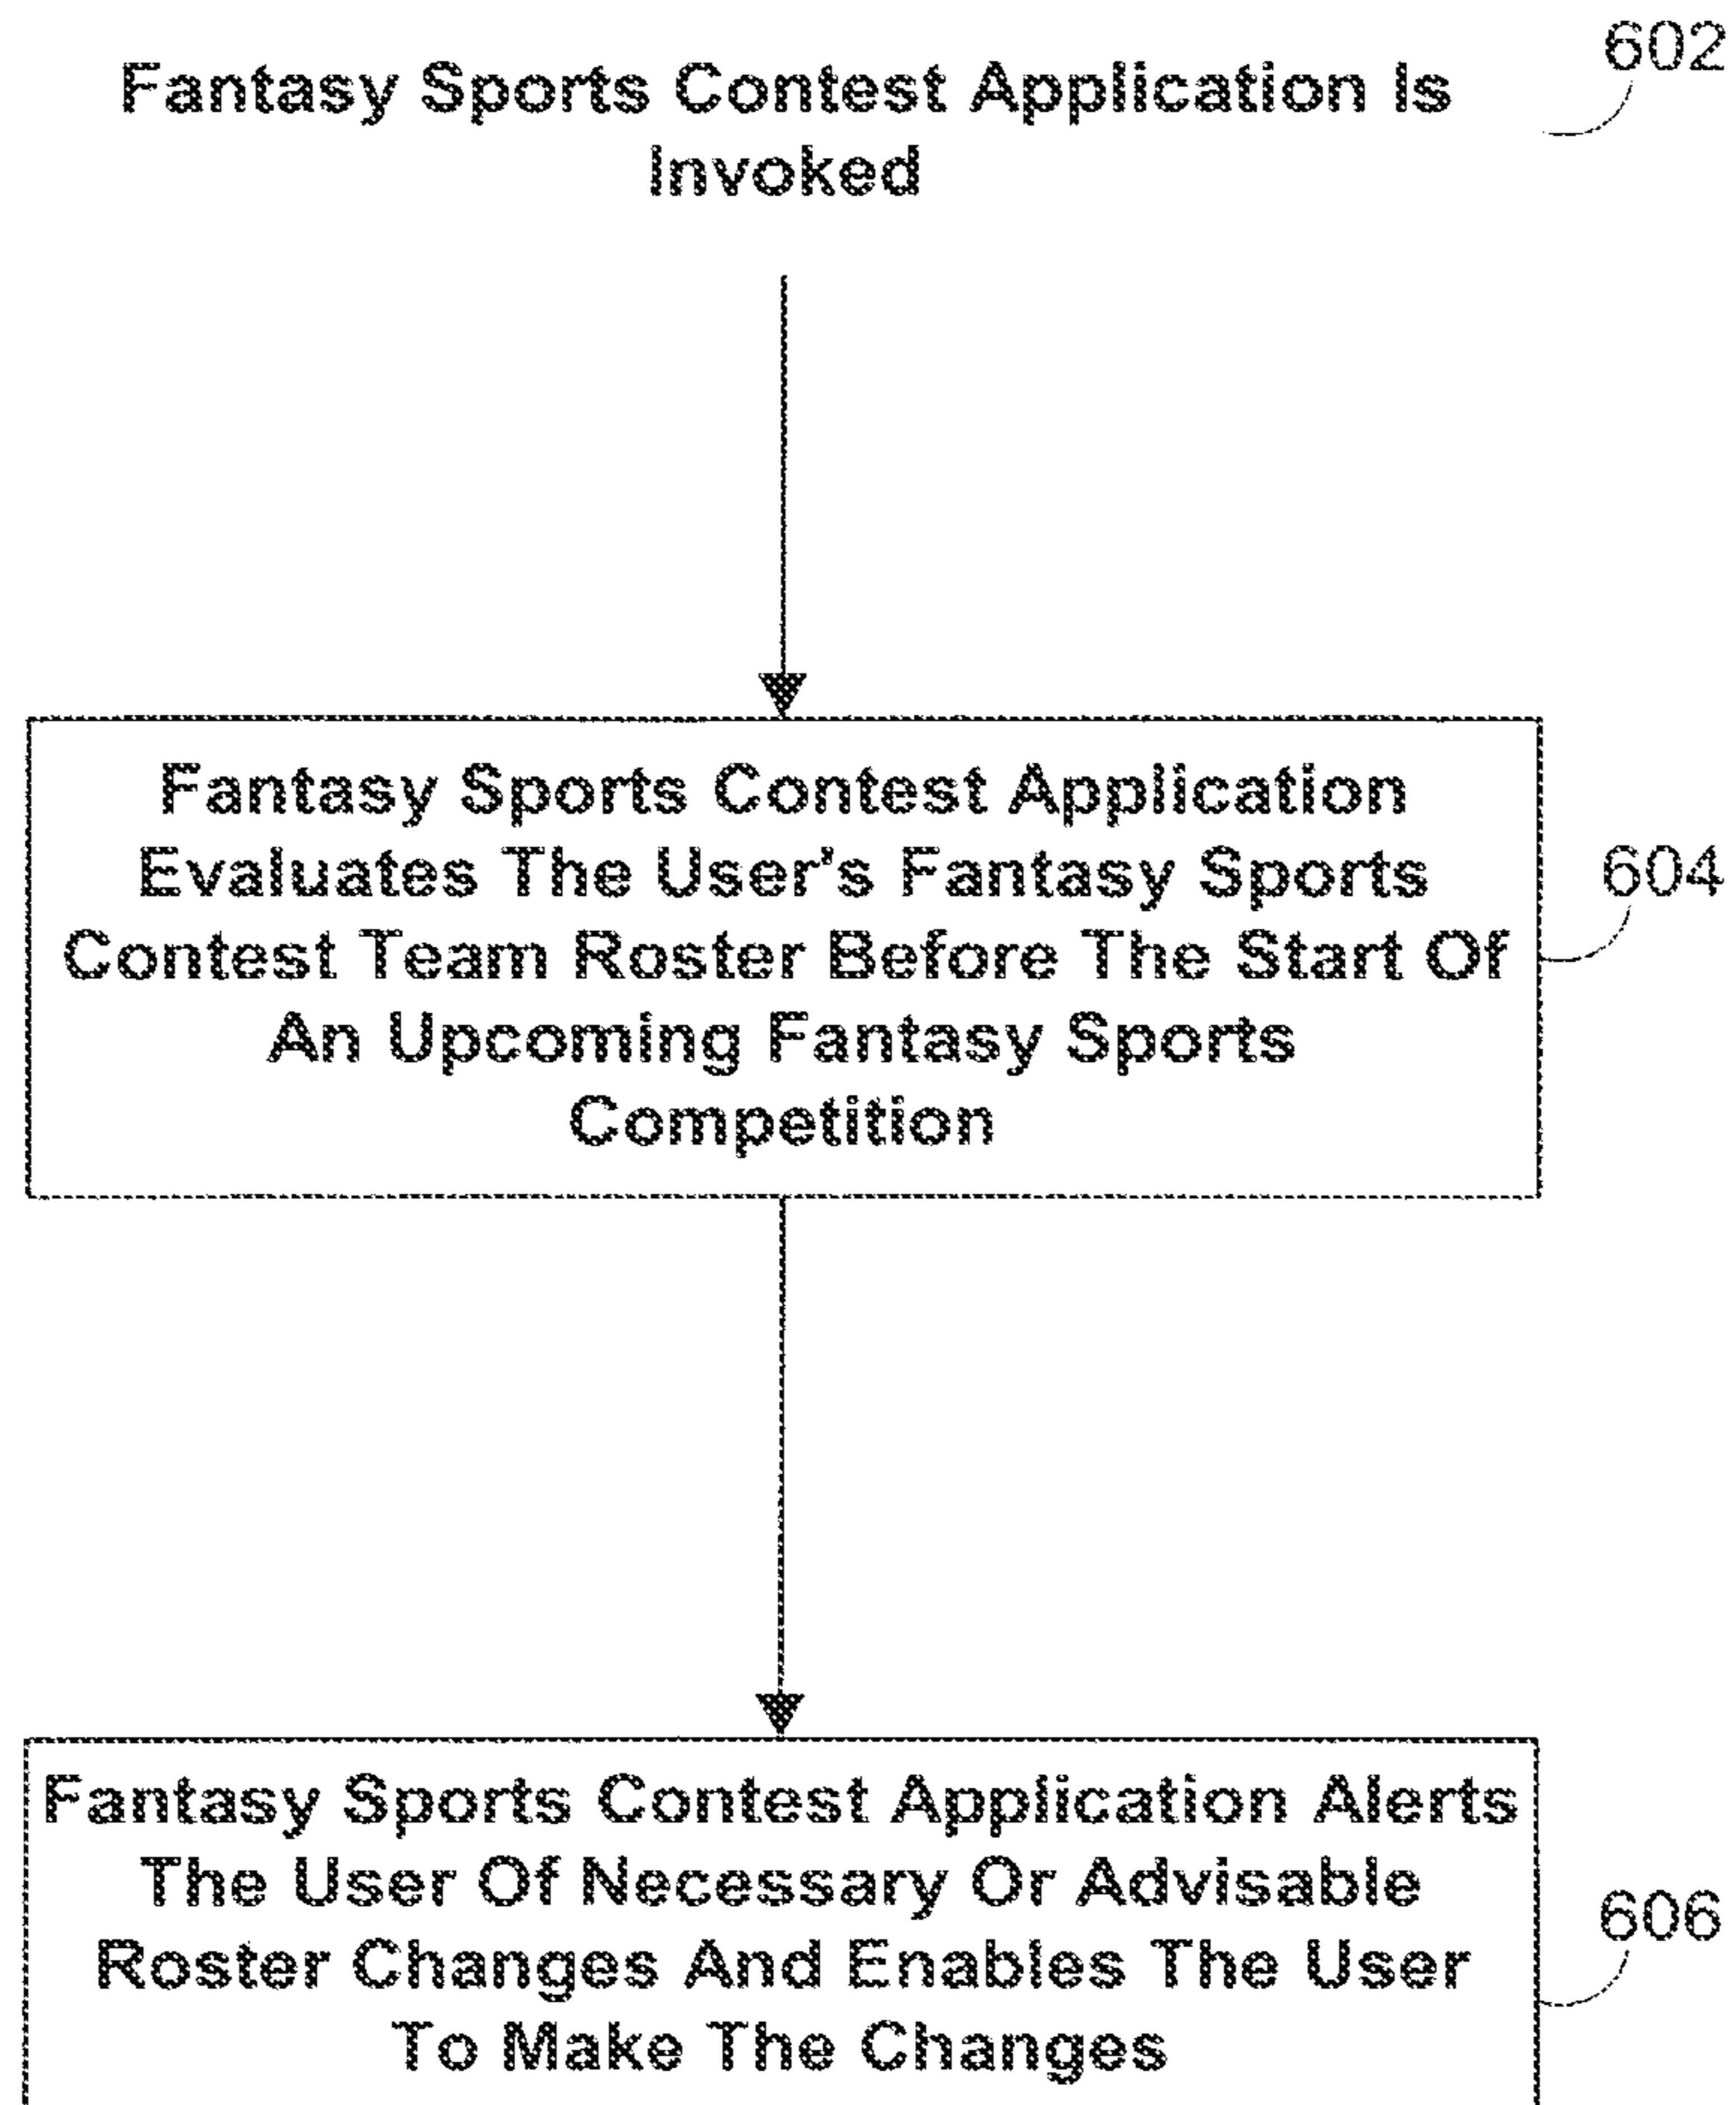 602
Fantasy Sports Contest Application Is
Invoked
Fantasy Sports Contest Application
Evaluates The User's Fantasy Sports
Contest Team Roster Before The Start Of
An Upcoming Fantasy Sports
Competition
604
Fantasy Sports Contest Application Alerts
The User Of Necessary Or Advisable
Roster Changes And Enables The User
To Make The Changes
606